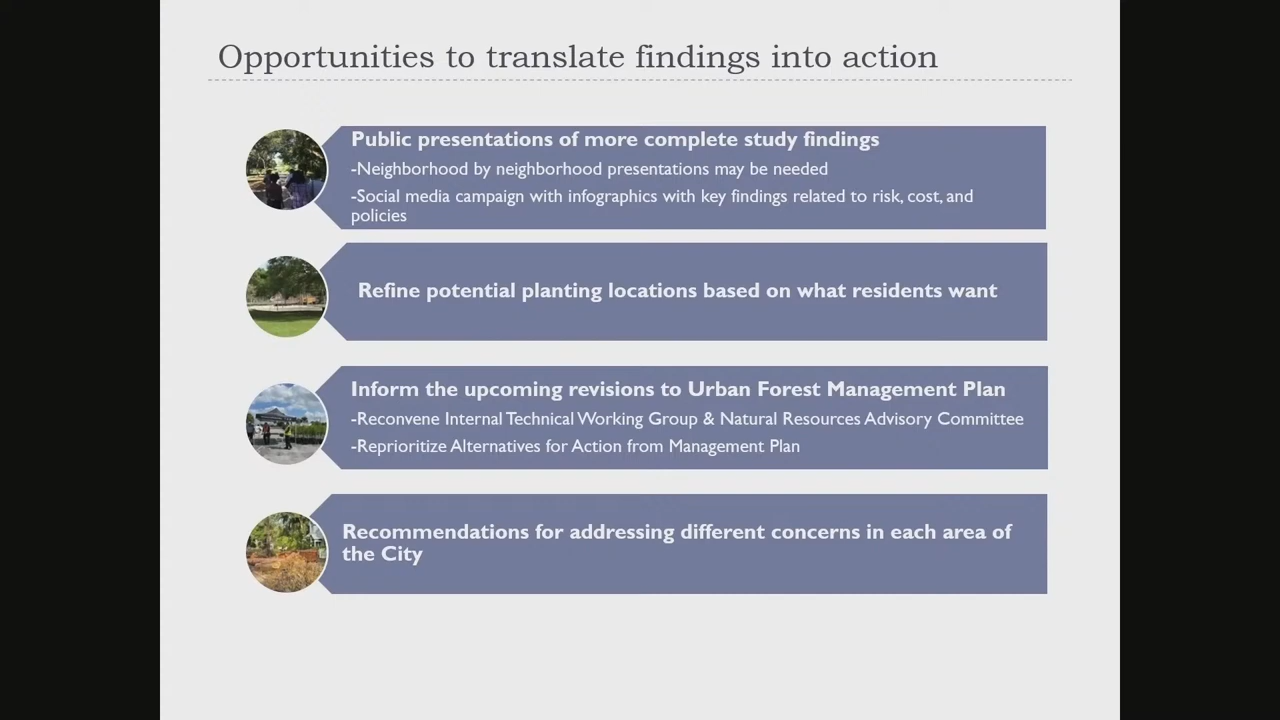 Opportunities to translate findings into action
Public presentations of more complete study findings
-Neighborhood by neighborhood presentations may be needed
-Social media campaign with infographics with key findings related to risk, cost, and
policies
Refine potential planting locations based on what residents want
Inform the upcoming revisions to Urban Forest Management Plan
-Reconvene Internal Technical Working Group & Natural Resources Advisory Committee
-Reprioritize Alternatives for Action from Management Plan
Recommendations for addressing different concerns in each area of
the City